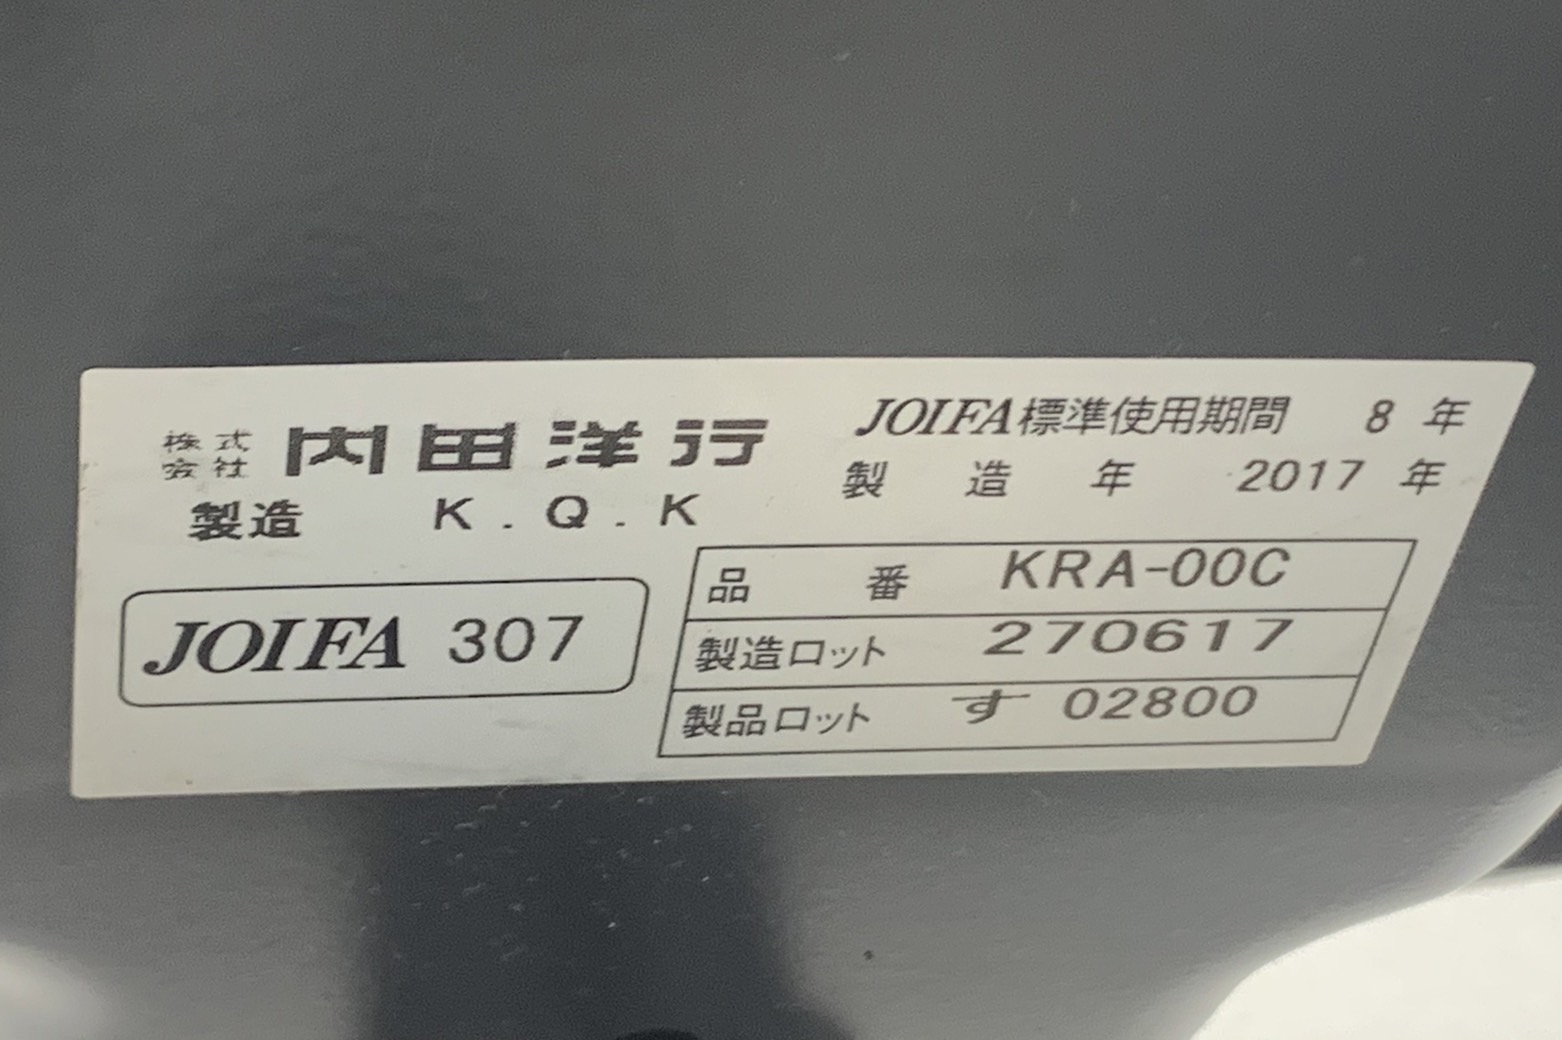 株式会社 内田洋行
製造 K.Q.K
JOIFA 307
JOIFA標準使用期間 8年
製造年 2017年
品番 KRA-00C
製造ロット 270617
製品ロット す 02800